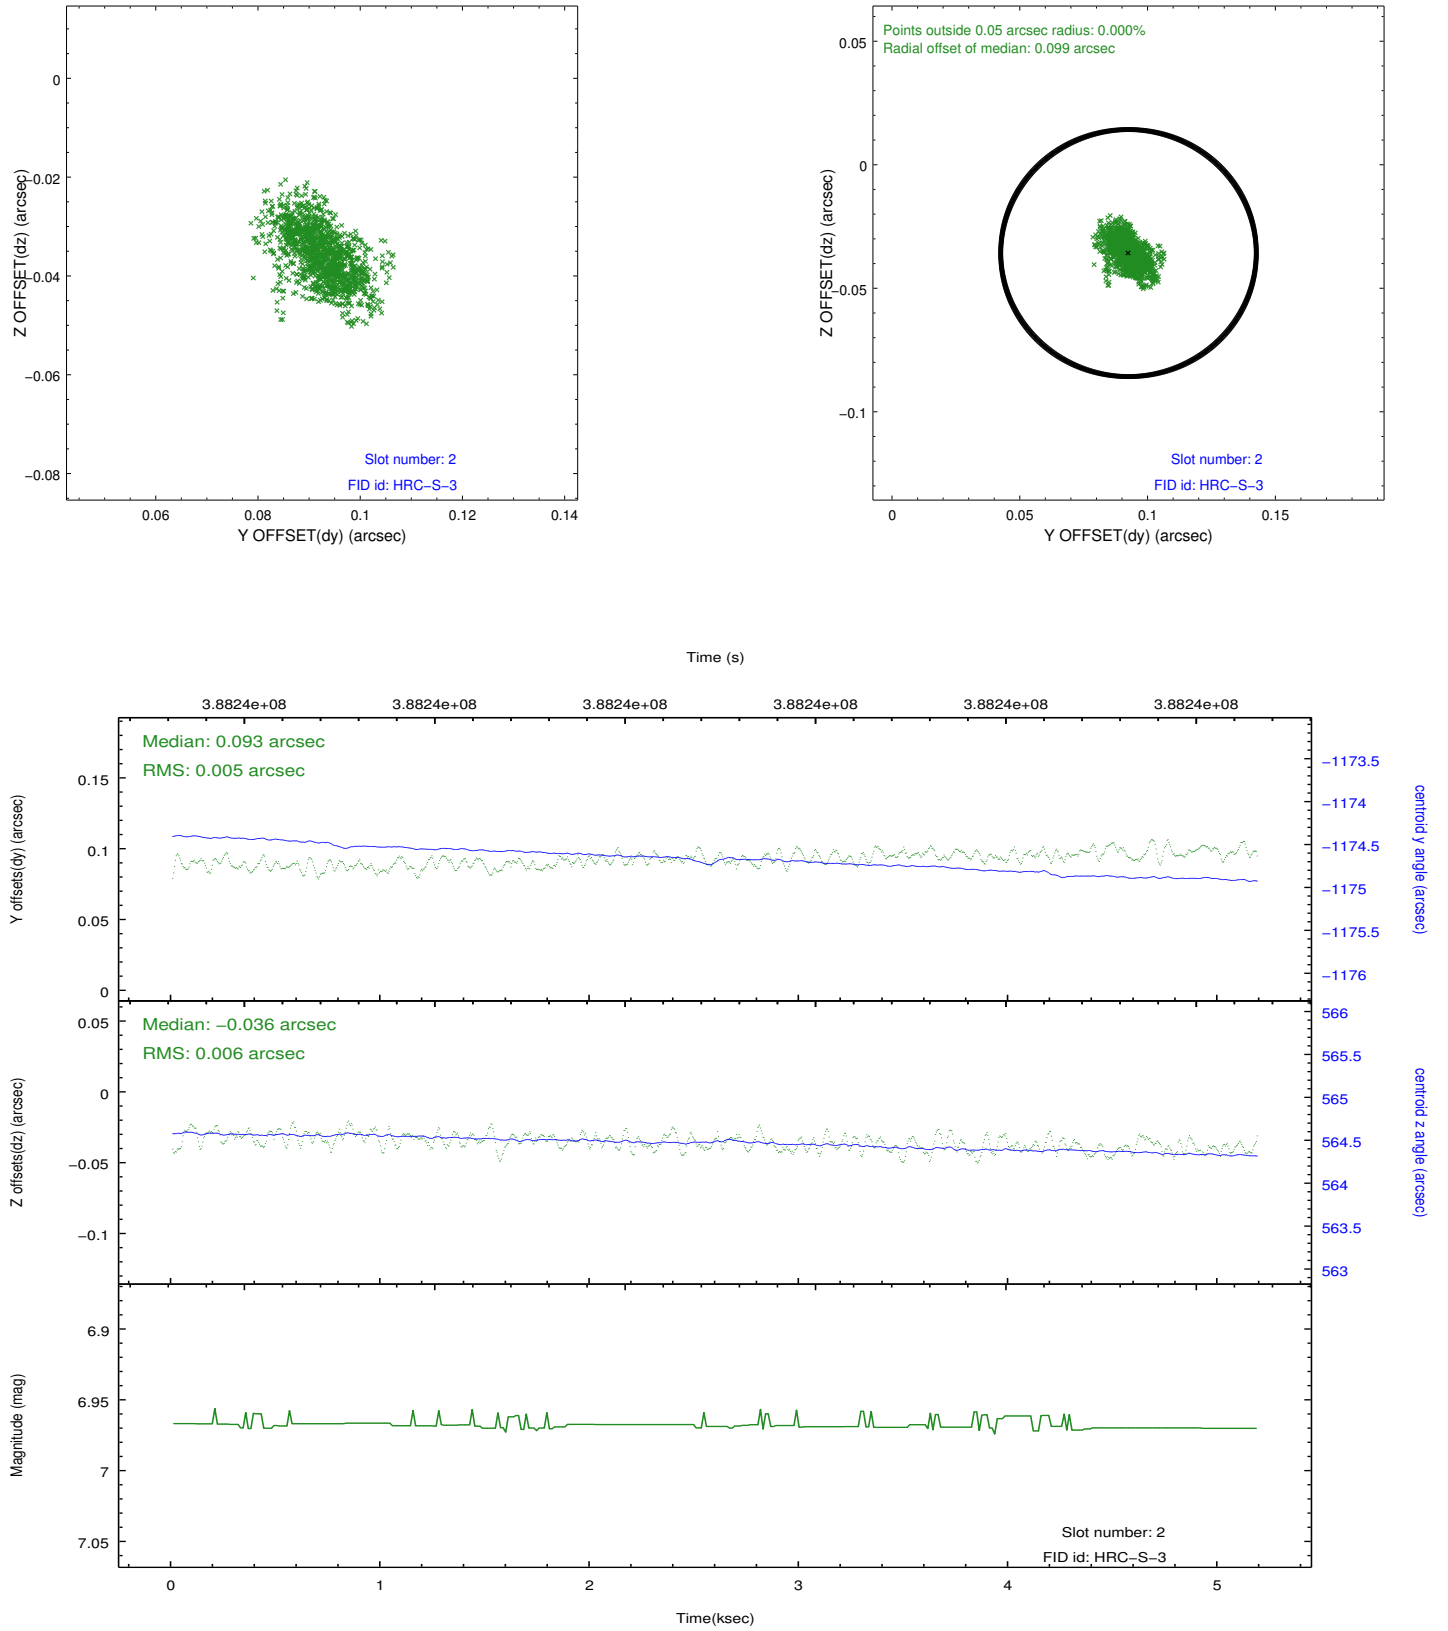 0
−0.02
−0.04
−0.06
−0.08
Z OFFSET(dz) (arcsec)
Slot number: 2
FID id: HRC−S−3
0.06
0.08
0.1
0.12
0.14
Y OFFSET(dy) (arcsec)
Points outside 0.05 arcsec radius: 0.000%
Radial offset of median: 0.099 arcsec
0.05
0
−0.05
−0.1
Z OFFSET(dz) (arcsec)
Slot number: 2
FID id: HRC−S−3
0
0.05
0.1
0.15
Y OFFSET(dy) (arcsec)
Time (s)
3.8824e+08
3.8824e+08
3.8824e+08
3.8824e+08
3.8824e+08
3.8824e+08
Median: 0.093 arcsec
RMS: 0.005 arcsec
0.15
0.1
0.05
0
Y offsets(dy) (arcsec)
−1173.5
−1174
−1174.5
−1175
−1175.5
−1176
centroid y angle (arcsec)
Median: −0.036 arcsec
RMS: 0.006 arcsec
0.05
0
−0.05
−0.1
Z offsets(dz) (arcsec)
566
565.5
565
564.5
564
563.5
563
centroid z angle (arcsec)
6.9
6.95
7
7.05
Magnitude (mag)
Slot number: 2
FID id: HRC−S−3
0
1
2
3
4
5
Time(ksec)